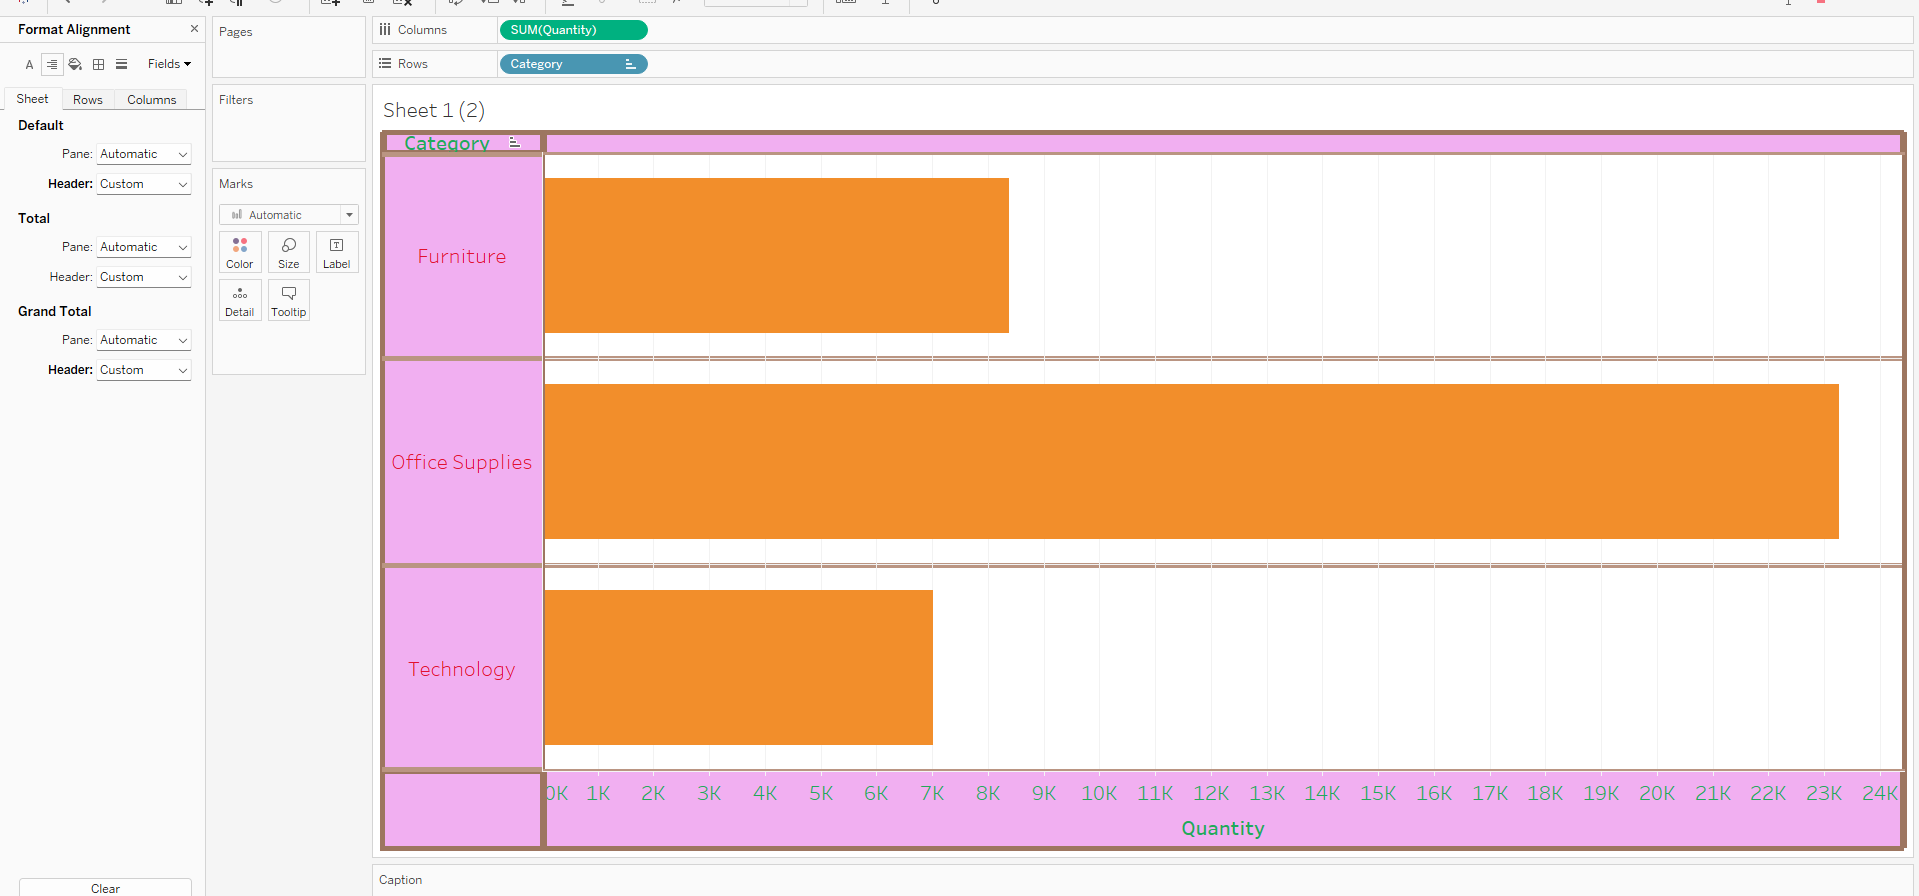 Format Alignment
Fields
Sheet Rows Columns
Default
Pane: Automatic
Header: Custom
Total
Pane: Automatic
Header: Custom
Grand Total
Pane: Automatic
Header: Custom
Clear
Pages
Filters
Marks
Automatic
Color Size Label
Detail Tooltip
Columns SUM(Quantity)
Rows Category
Sheet 1 (2)
Category
Furniture
Office Supplies
Technology
0K 1K 2K 3K 4K 5K 6K 7K 8K 9K 10K 11K 12K 13K 14K 15K 16K 17K 18K 19K 20K 21K 22K 23K 24K
Quantity
Caption